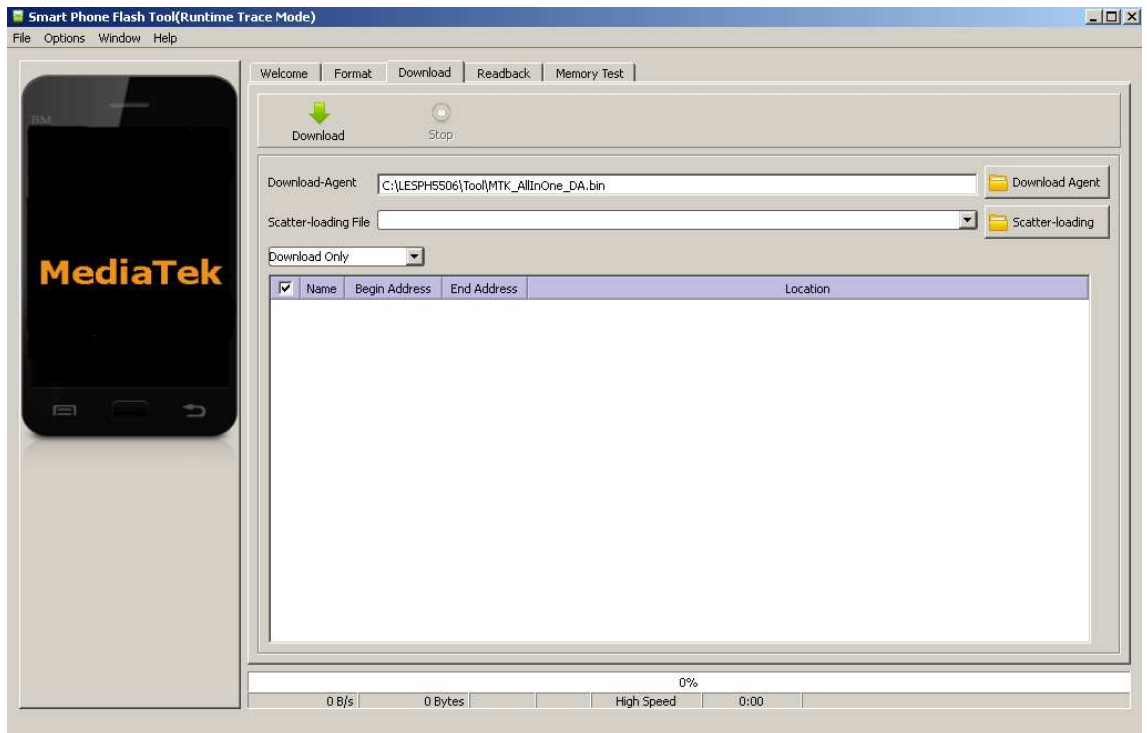 Smart Phone Flash Tool(Runtime Trace Mode)
File Options Window Help
Welcome Format Download Readback Memory Test
BM
Download Stop
Download-Agent C:\LESPH5506\Tool\MTK_AllInOne_DA.bin Download Agent
Scatter-loading File Scatter-loading
Download Only
MediaTek
Name Begin Address End Address Location
0%
0 B/s 0 Bytes High Speed 0:00